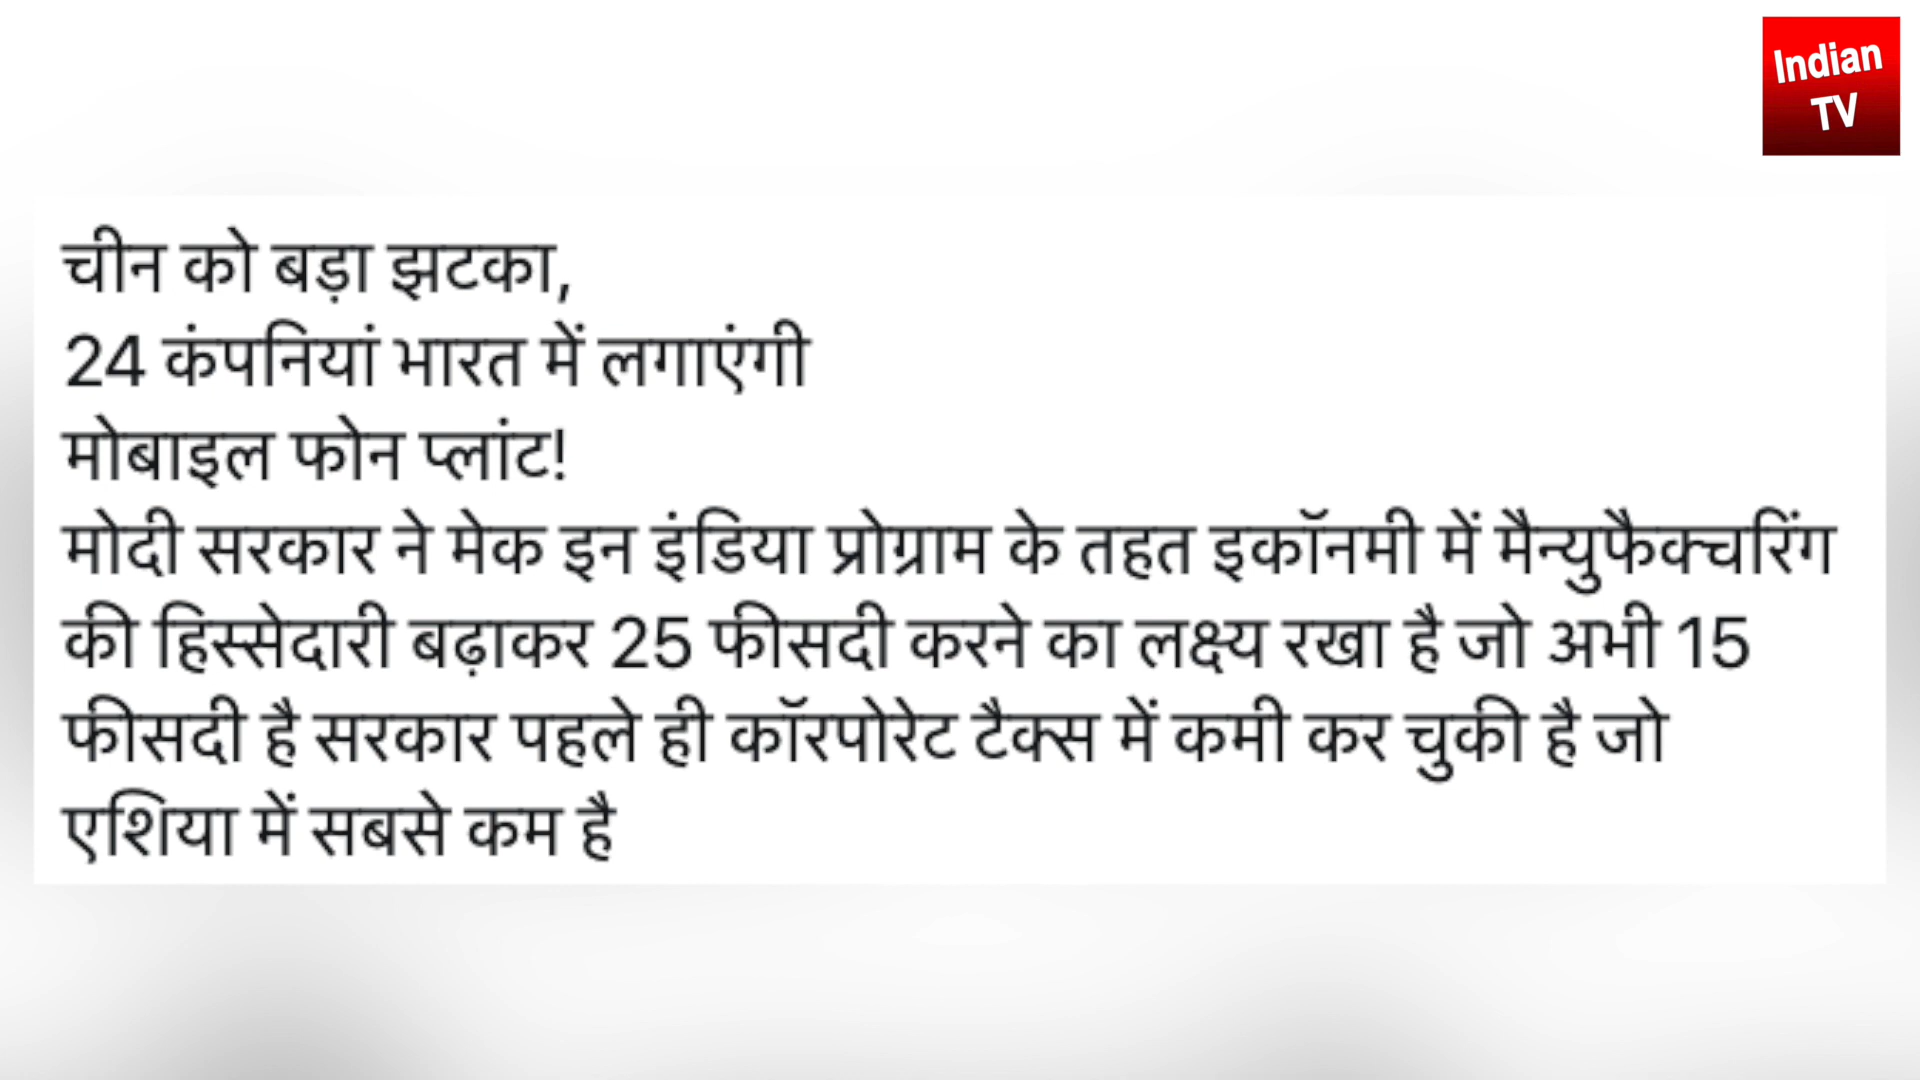 Indian
TV
चीन को बड़ा झटका,
24 कंपनियां भारत में लगाएंगी
मोबाइल फोन प्लांट!
मोदी सरकार ने मेक इन इंडिया प्रोग्राम के तहत इकॉनमी में मैन्युफैक्चरिंग
की हिस्सेदारी बढ़ाकर 25 फीसदी करने का लक्ष्य रखा है जो अभी 15
फीसदी है सरकार पहले ही कॉरपोरेट टैक्स में कमी कर चुकी है जो
एशिया में सबसे कम है